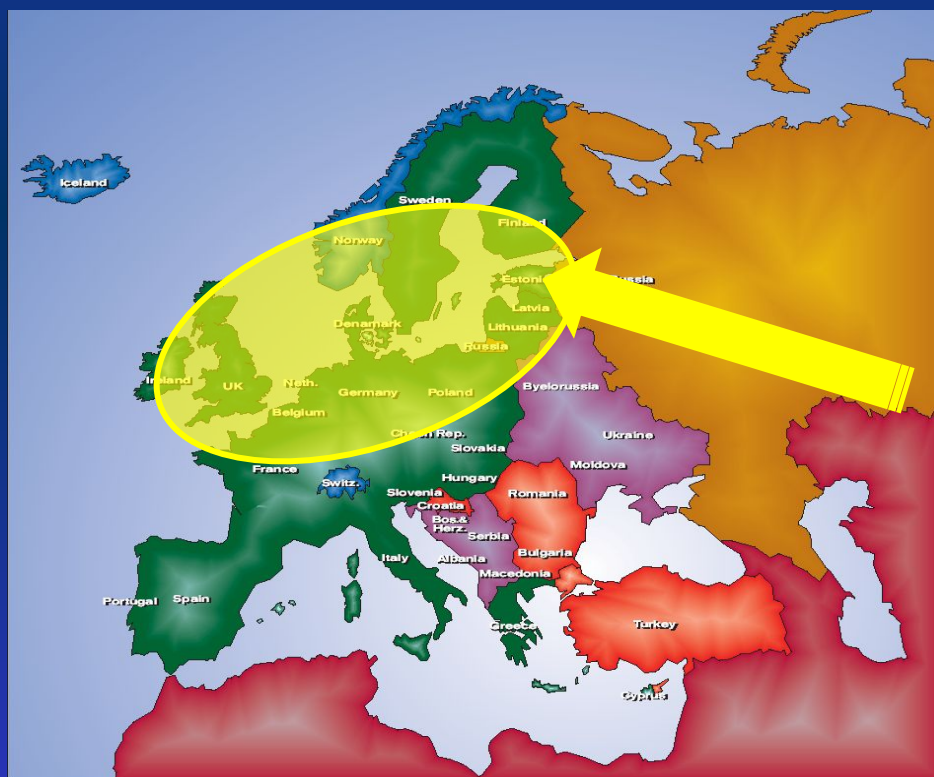 Iceland
Sweden
Finland
Norway
Estonia
Russia
Latvia
Denamark
Lithuania
Russia
Ireland
UK
Neth.
Germany
Poland
Byelorussia
Belgium
Czech Rep.
Ukraine
Slovakia
France
Moldova
Hungary
Switz.
Slovenia
Romania
Croatia
Bos.&
Herz.
Serbia
Italy
Albania
Bulgaria
Macedonia
Portugal
Spain
Greece
Turkey
Cyprus